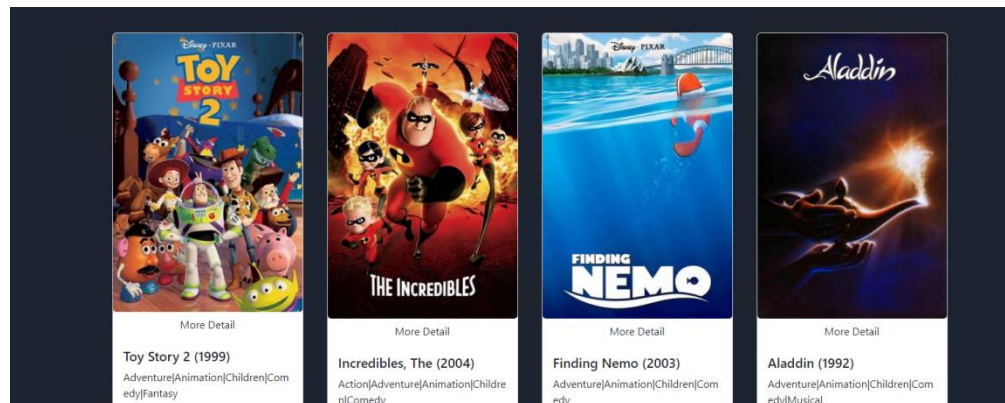 Disney · PIXAR
TOY
STORY
2
More Detail
Toy Story 2 (1999)
Adventure|Animation|Children|Com
edy|Fantasy
THE INCREDIBLES
More Detail
Incredibles, The (2004)
Action|Adventure|Animation|Childre
n|Comedy
Disney · PIXAR
FINDING
NEMO
More Detail
Finding Nemo (2003)
Adventure|Animation|Children|Com
edy
Aladdin
More Detail
Aladdin (1992)
Adventure|Animation|Children|Com
edy|Musical